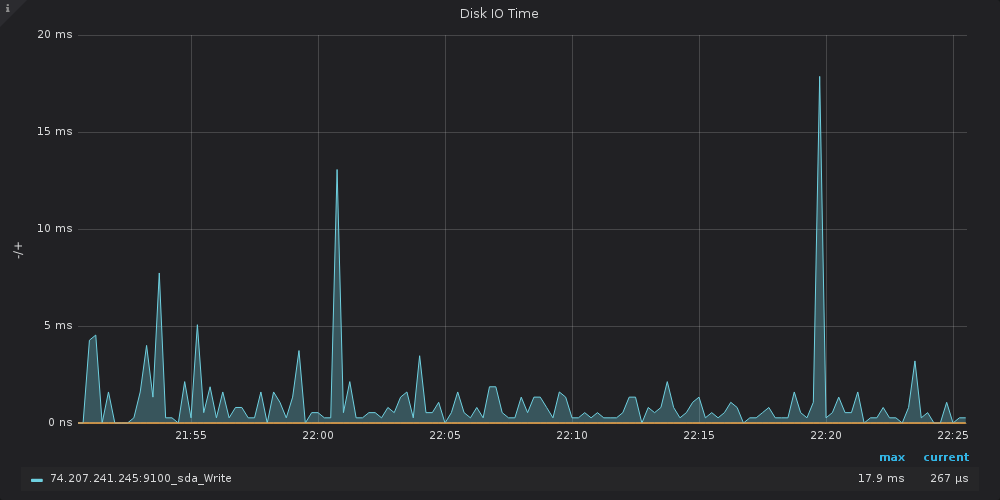 i
Disk IO Time
20 ms
15 ms
10 ms
5 ms
0 ns
-/+
21:55 22:00 22:05 22:10 22:15 22:20 22:25
max current
74.207.241.245:9100_sda_Write 17.9 ms 267 µs